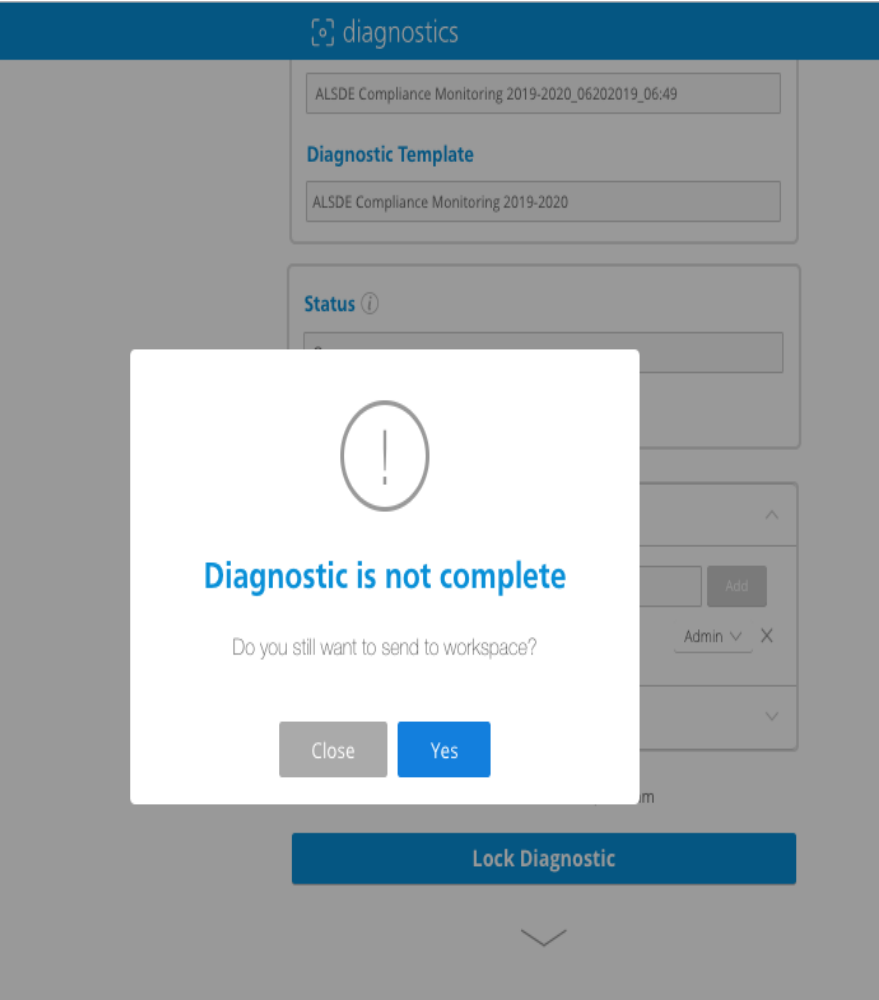 diagnostics
ALSDE Compliance Monitoring 2019-2020_06202019_06:49
Diagnostic Template
ALSDE Compliance Monitoring 2019-2020
Status
Diagnostic is not complete
Do you still want to send to workspace?
Close
Yes
Add
Admin
Lock Diagnostic